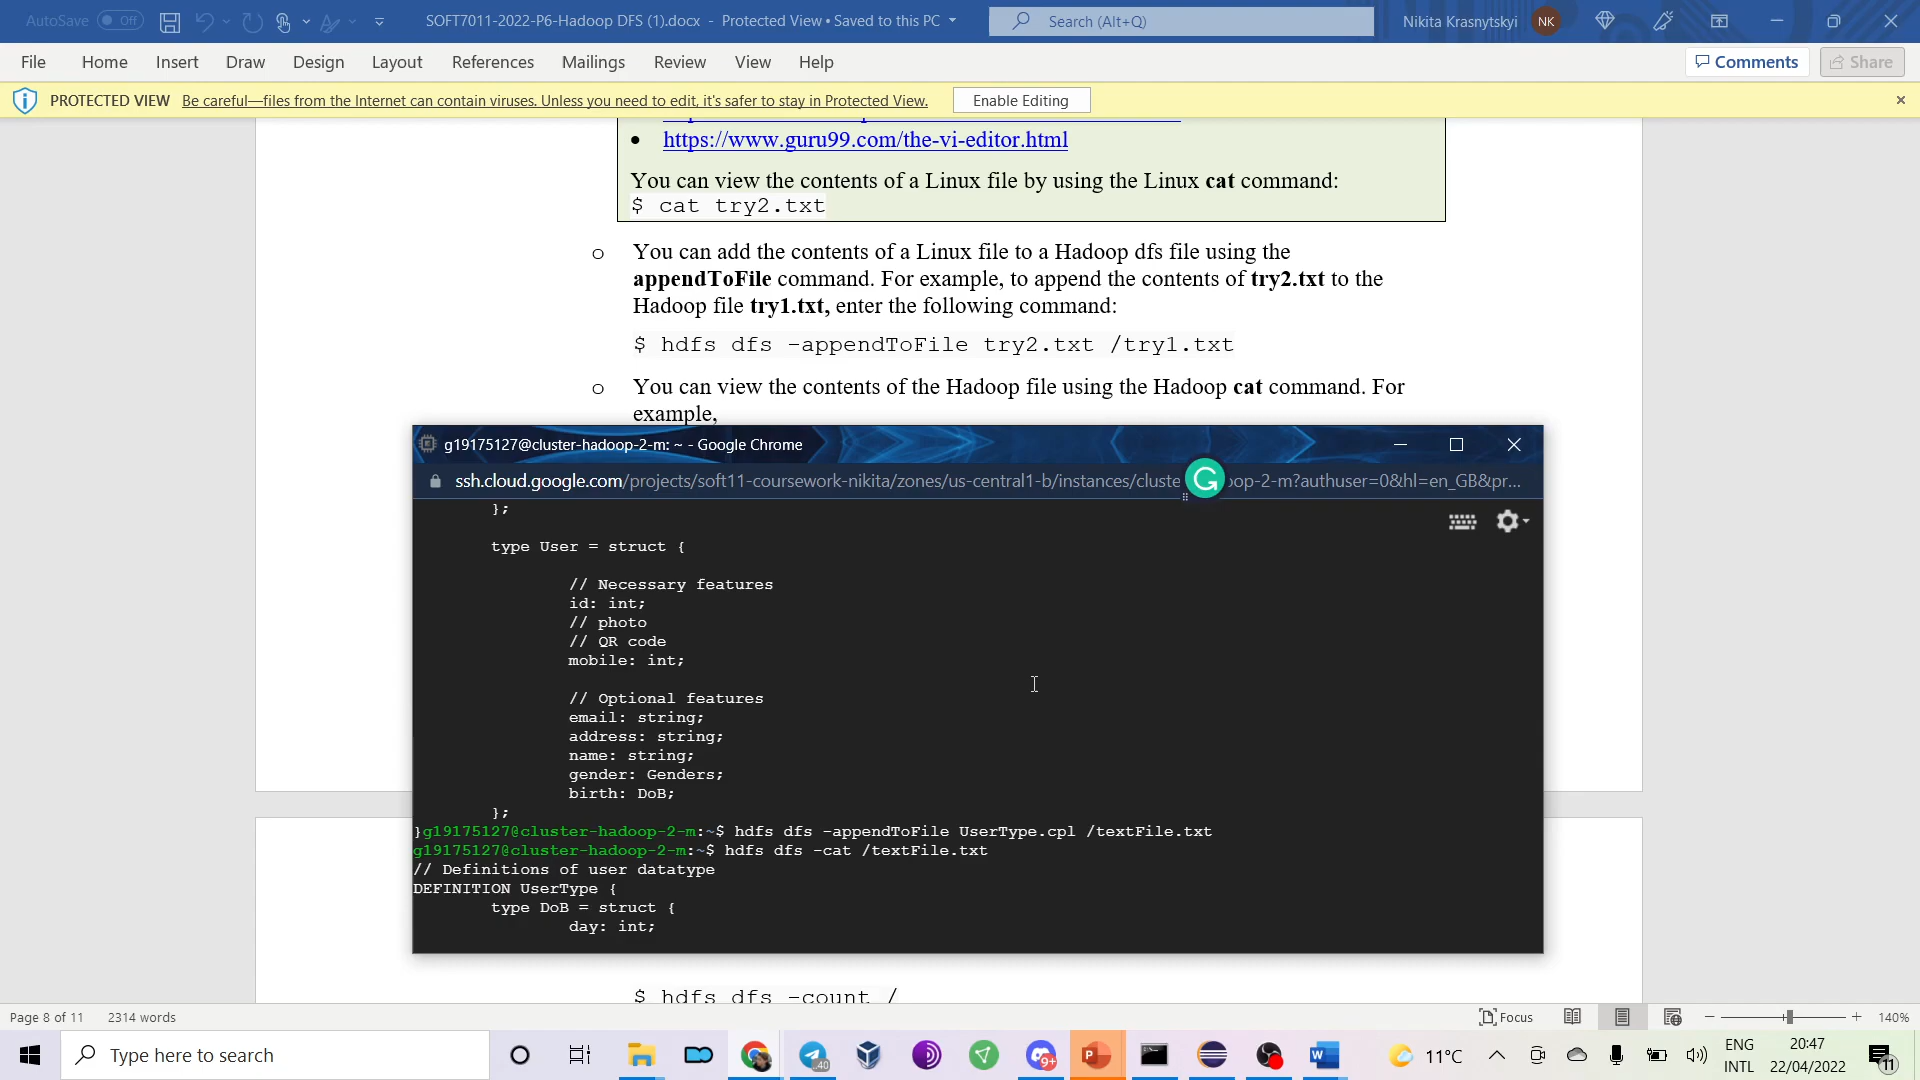 AutoSave Off
SOFT7011-2022-P6-Hadoop DFS (1).docx - Protected View • Saved to this PC
Search (Alt+Q)
Nikita Krasnytskyi NK
File Home Insert Draw Design Layout References Mailings Review View Help
Comments Share
PROTECTED VIEW Be careful—files from the Internet can contain viruses. Unless you need to edit, it's safer to stay in Protected View. Enable Editing
• https://www.guru99.com/the-vi-editor.html
You can view the contents of a Linux file by using the Linux cat command:
$ cat try2.txt
o You can add the contents of a Linux file to a Hadoop dfs file using the
appendToFile command. For example, to append the contents of try2.txt to the
Hadoop file try1.txt, enter the following command:
$ hdfs dfs -appendToFile try2.txt /try1.txt
o You can view the contents of the Hadoop file using the Hadoop cat command. For
example,
g19175127@cluster-hadoop-2-m: ~ - Google Chrome
ssh.cloud.google.com/projects/soft11-coursework-nikita/zones/us-central1-b/instances/cluste oop-2-m?authuser=0&hl=en_GB&pr...
};
type User = struct {
// Necessary features
id: int;
// photo
// QR code
mobile: int;
// Optional features
email: string;
address: string;
name: string;
gender: Genders;
birth: DoB;
};
}g19175127@cluster-hadoop-2-m:~$ hdfs dfs -appendToFile UserType.cpl /textFile.txt
g19175127@cluster-hadoop-2-m:~$ hdfs dfs -cat /textFile.txt
// Definitions of user datatype
DEFINITION UserType {
type DoB = struct {
day: int;
$ hdfs dfs -count /
Page 8 of 11 2314 words
Focus
140%
Type here to search
40
9+
11°C
ENG
INTL
20:47
22/04/2022
11